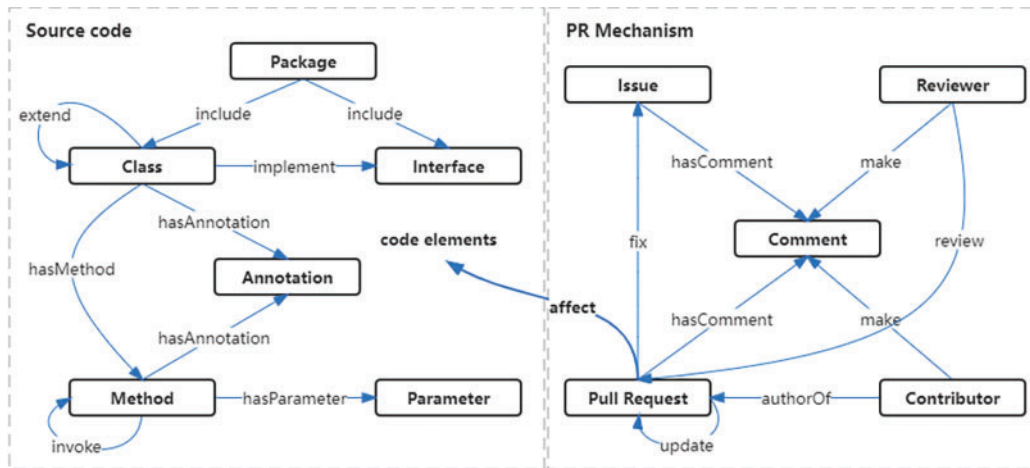 Source code
PR Mechanism
Package
Issue
Reviewer
extend
include
include
Class
implement
Interface
hasComment
make
hasAnnotation
code elements
Comment
hasMethod
Annotation
fix
review
affect
hasAnnotation
hasComment
make
Method
hasParameter
Parameter
Pull Request
authorOf
Contributor
invoke
update